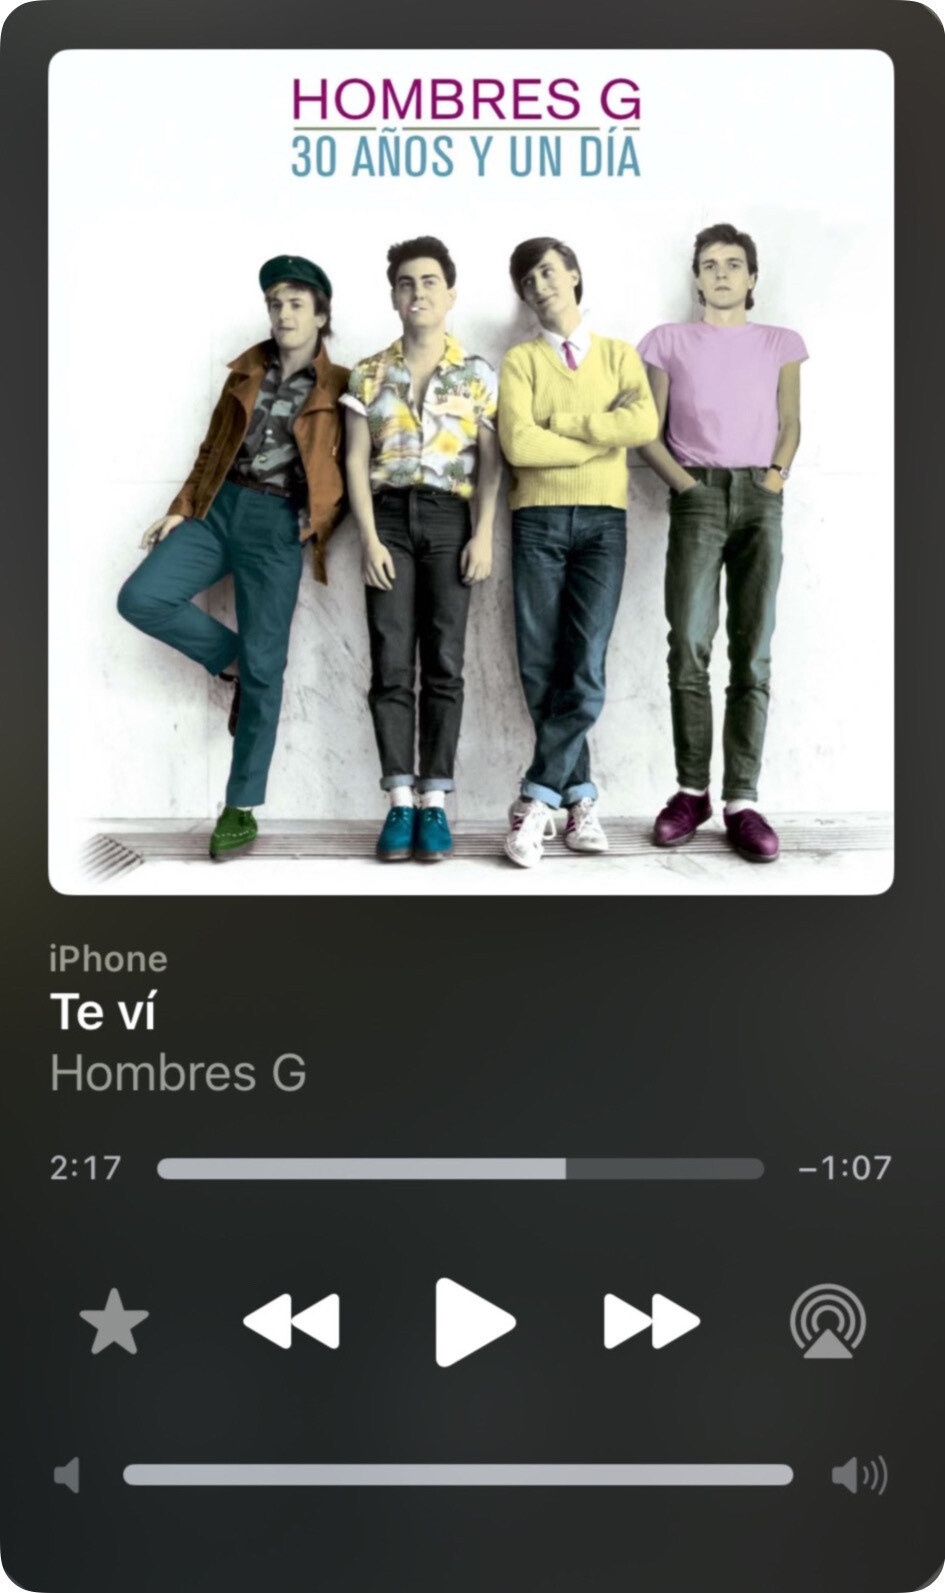 HOMBRES G
30 AÑOS Y UN DÍA
iPhone
Te ví
Hombres G
2:17 –1:07